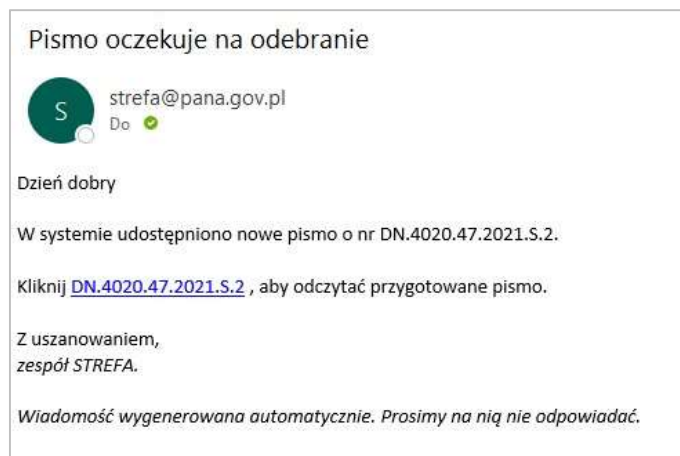 Pismo oczekuje na odebranie
S
strefa@pana.gov.pl
Do
Dzień dobry
W systemie udostępniono nowe pismo o nr DN.4020.47.2021.S.2.
Kliknij DN.4020.47.2021.S.2 , aby odczytać przygotowane pismo.
Z uszanowaniem,
zespół STREFA.
Wiadomość wygenerowana automatycznie. Prosimy na nią nie odpowiadać.